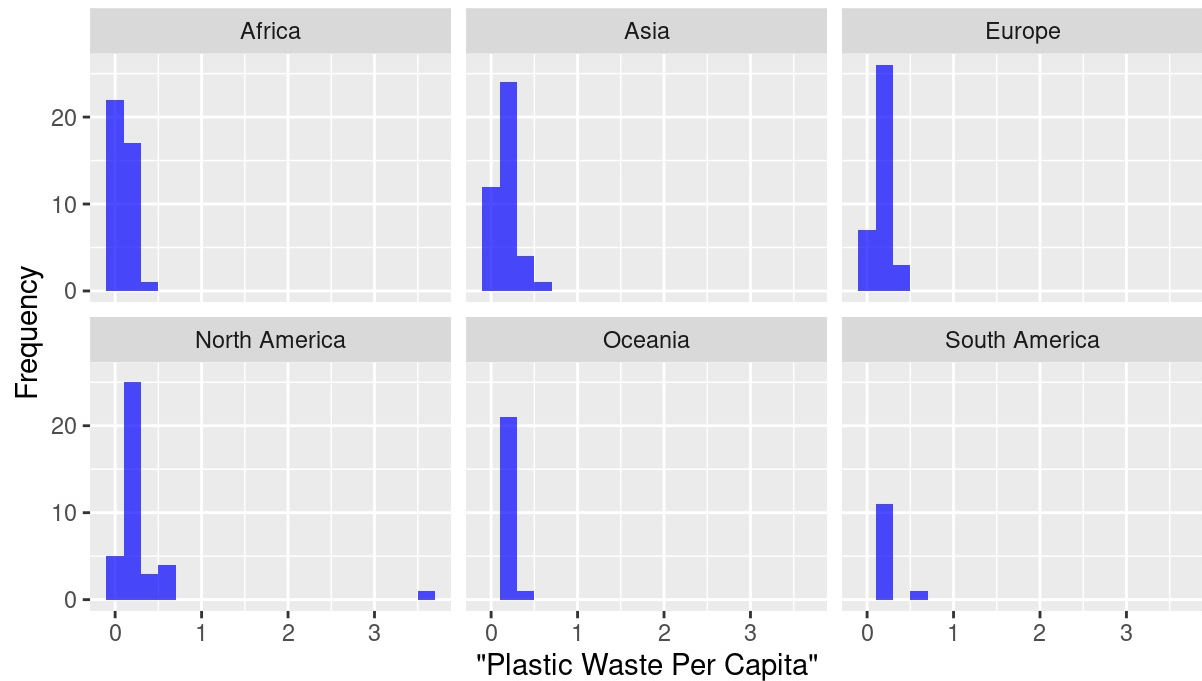 Africa
Asia
Europe
20
10
0
North America
Oceania
South America
20
10
0
0 1 2 3
0 1 2 3
0 1 2 3
Frequency
"Plastic Waste Per Capita"